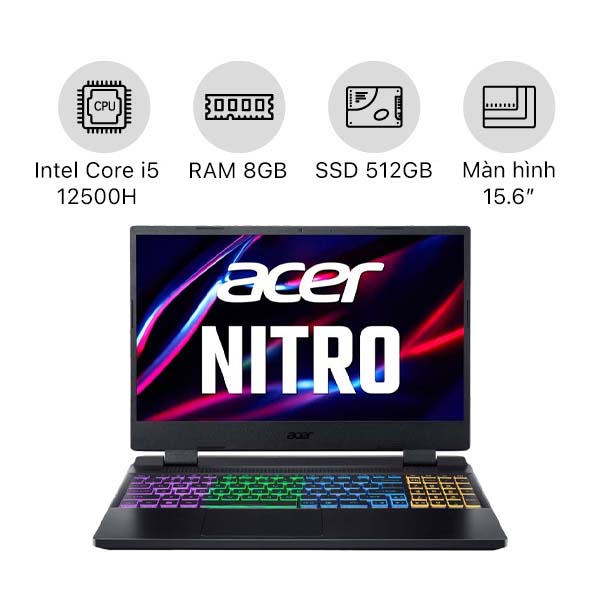 CPU
Intel Core i5
12500H
RAM 8GB
SSD 512GB
Màn hình
15.6”
acer
NITRO
acer